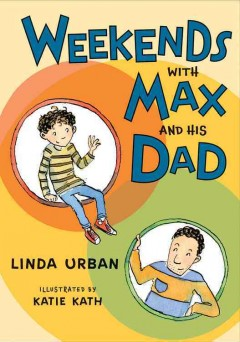 WEEKENDS
WITH
MAX
AND HIS
DAD
LINDA URBAN
ILLUSTRATED BY
KATIE KATH